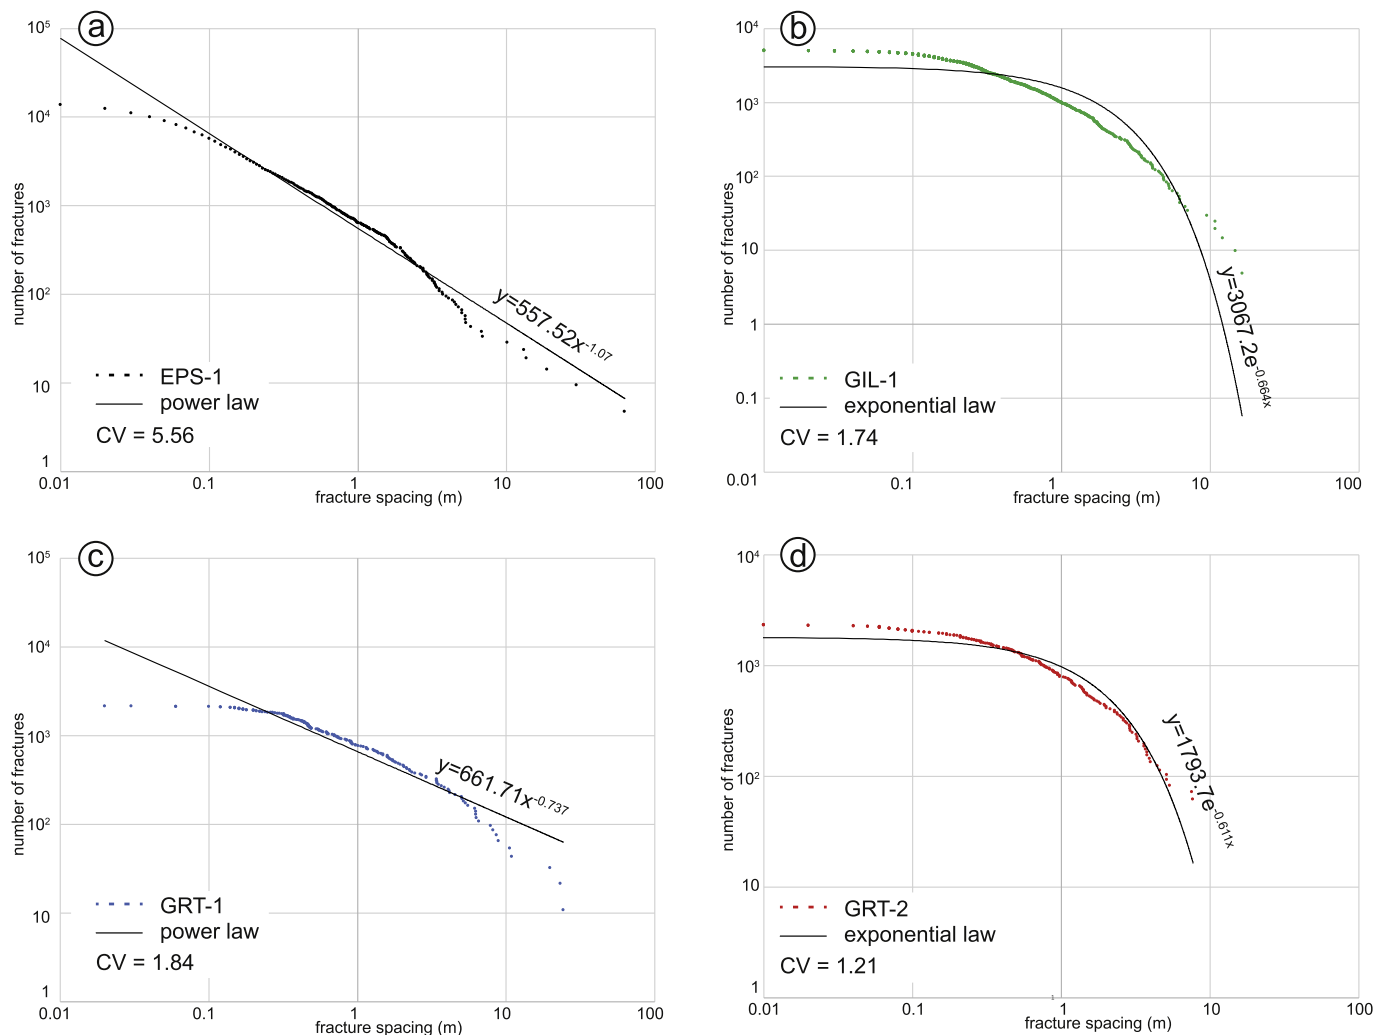 a
10⁵
10⁴
10³
10²
10
1
number of fractures
y=557.52x⁻¹·⁰⁷
EPS-1
power law
CV = 5.56
0.01 0.1 1 10 100
fracture spacing (m)
b
10⁴
10³
10²
10
1
0.1
0.01
number of fractures
y=3067.2e⁻⁰·⁶⁶⁴ˣ
GIL-1
exponential law
CV = 1.74
0.1 1 10 100
fracture spacing (m)
c
10⁵
10⁴
10³
10²
10
1
number of fractures
y=661.71x⁻⁰·⁷³⁷
GRT-1
power law
CV = 1.84
0.01 0.1 1 10 100
fracture spacing (m)
d
10⁴
10³
10²
10
1
number of fractures
y=1793.7e⁻⁰·⁶¹¹ˣ
GRT-2
exponential law
CV = 1.21
0.01 0.1 1 1 10 100
fracture spacing (m)